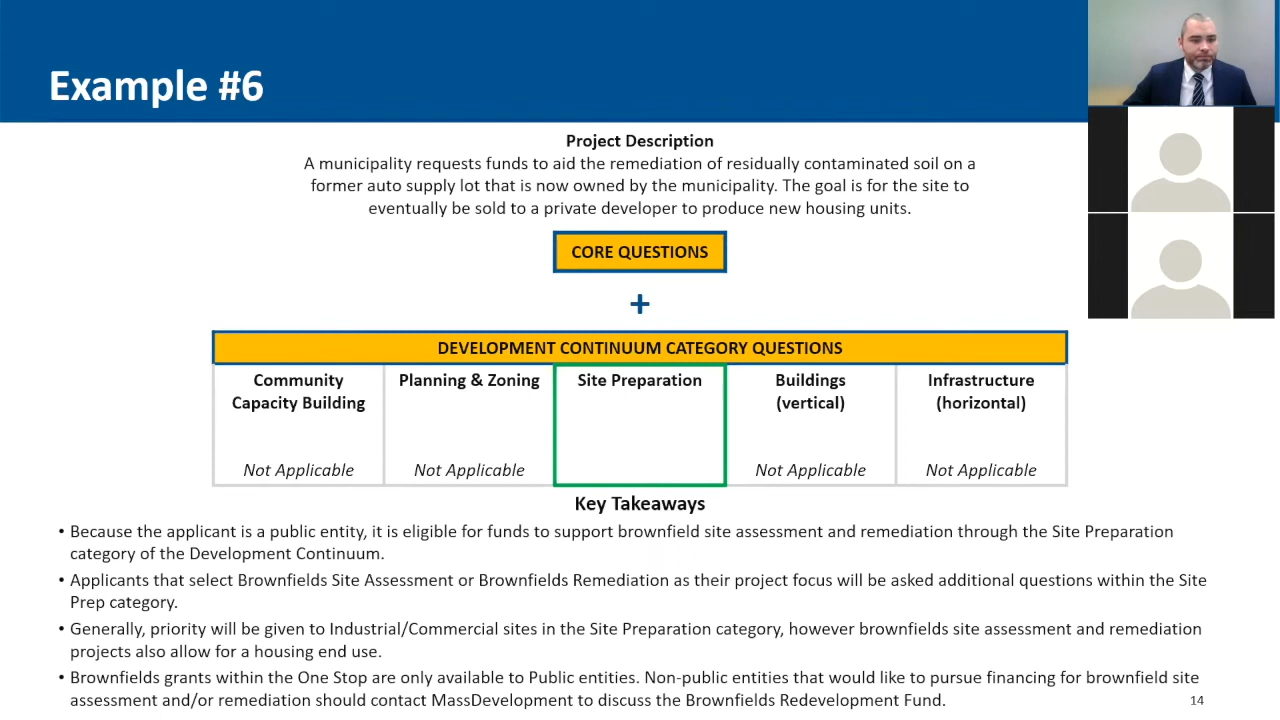 Example #6
Project Description
A municipality requests funds to aid the remediation of residually contaminated soil on a
former auto supply lot that is now owned by the municipality. The goal is for the site to
eventually be sold to a private developer to produce new housing units.
CORE QUESTIONS
+
DEVELOPMENT CONTINUUM CATEGORY QUESTIONS
Community
Capacity Building
Not Applicable
Planning & Zoning
Not Applicable
Site Preparation
Buildings
(vertical)
Not Applicable
Infrastructure
(horizontal)
Not Applicable
Key Takeaways
• Because the applicant is a public entity, it is eligible for funds to support brownfield site assessment and remediation through the Site Preparation
category of the Development Continuum.
• Applicants that select Brownfields Site Assessment or Brownfields Remediation as their project focus will be asked additional questions within the Site
Prep category.
• Generally, priority will be given to Industrial/Commercial sites in the Site Preparation category, however brownfields site assessment and remediation
projects also allow for a housing end use.
• Brownfields grants within the One Stop are only available to Public entities. Non-public entities that would like to pursue financing for brownfield site
assessment and/or remediation should contact MassDevelopment to discuss the Brownfields Redevelopment Fund.
14